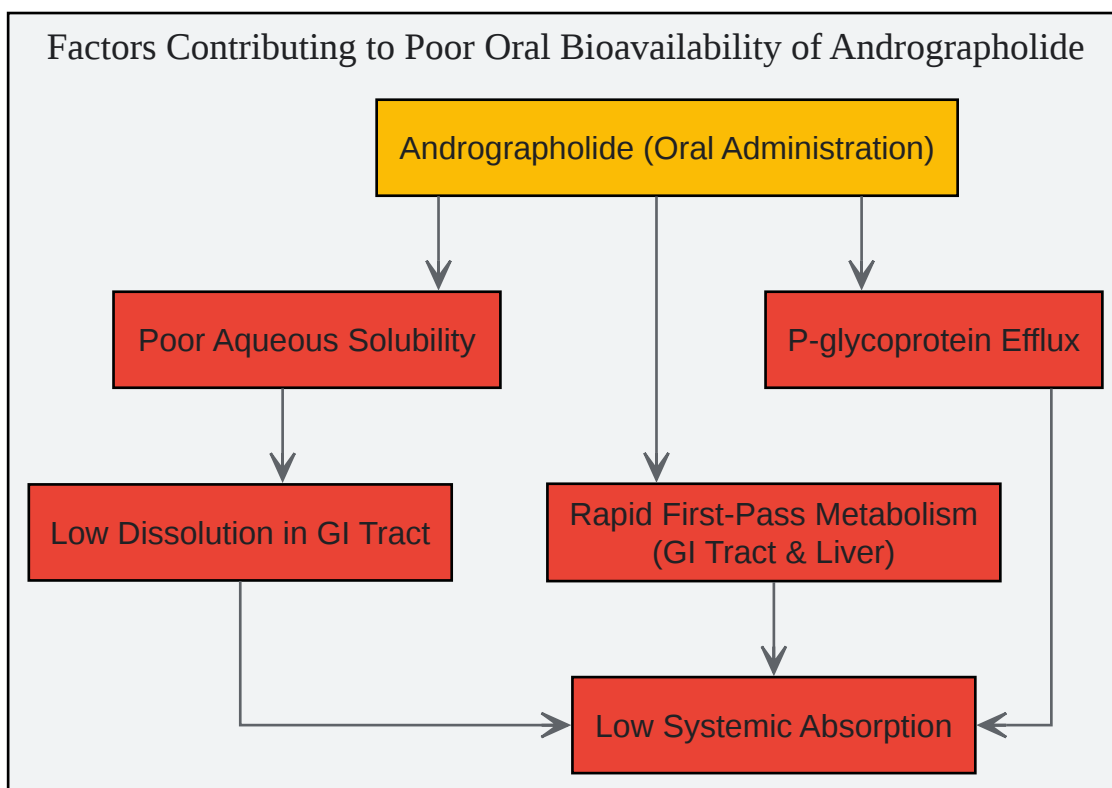 Factors Contributing to Poor Oral Bioavailability of Andrographolide
Andrographolide (Oral Administration)
Poor Aqueous Solubility
P-glycoprotein Efflux
Low Dissolution in GI Tract
Rapid First-Pass Metabolism
(GI Tract & Liver)
Low Systemic Absorption